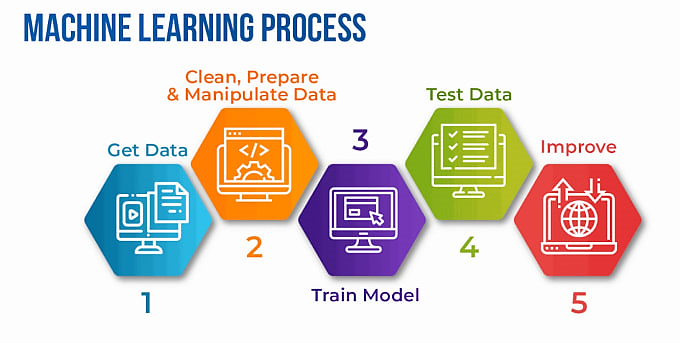 MACHINE LEARNING PROCESS
Get Data
1
Clean, Prepare
& Manipulate Data
</>
2
3
Train Model
Test Data
4
Improve
5